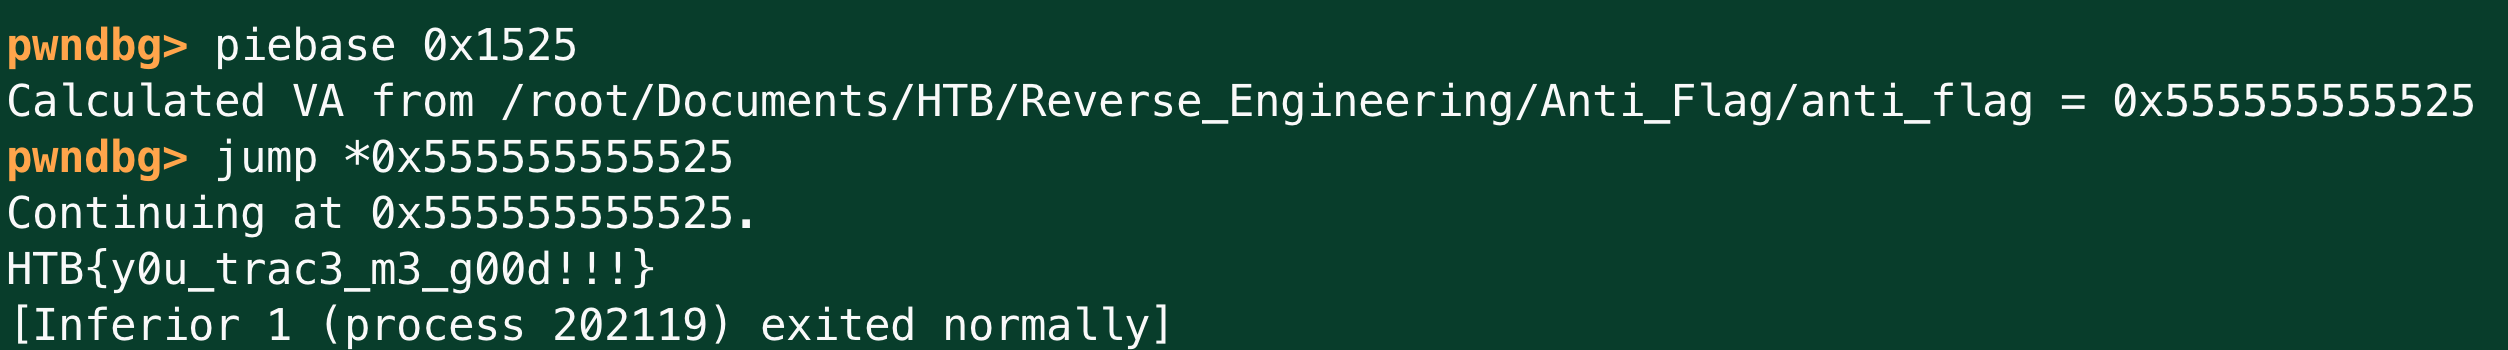 pwndbg> piebase 0x1525
Calculated VA from /root/Documents/HTB/Reverse_Engineering/Anti_Flag/anti_flag = 0x555555555525
pwndbg> jump *0x555555555525
Continuing at 0x555555555525.
HTB{y0u_trac3_m3_g00d!!!}
[Inferior 1 (process 202119) exited normally]